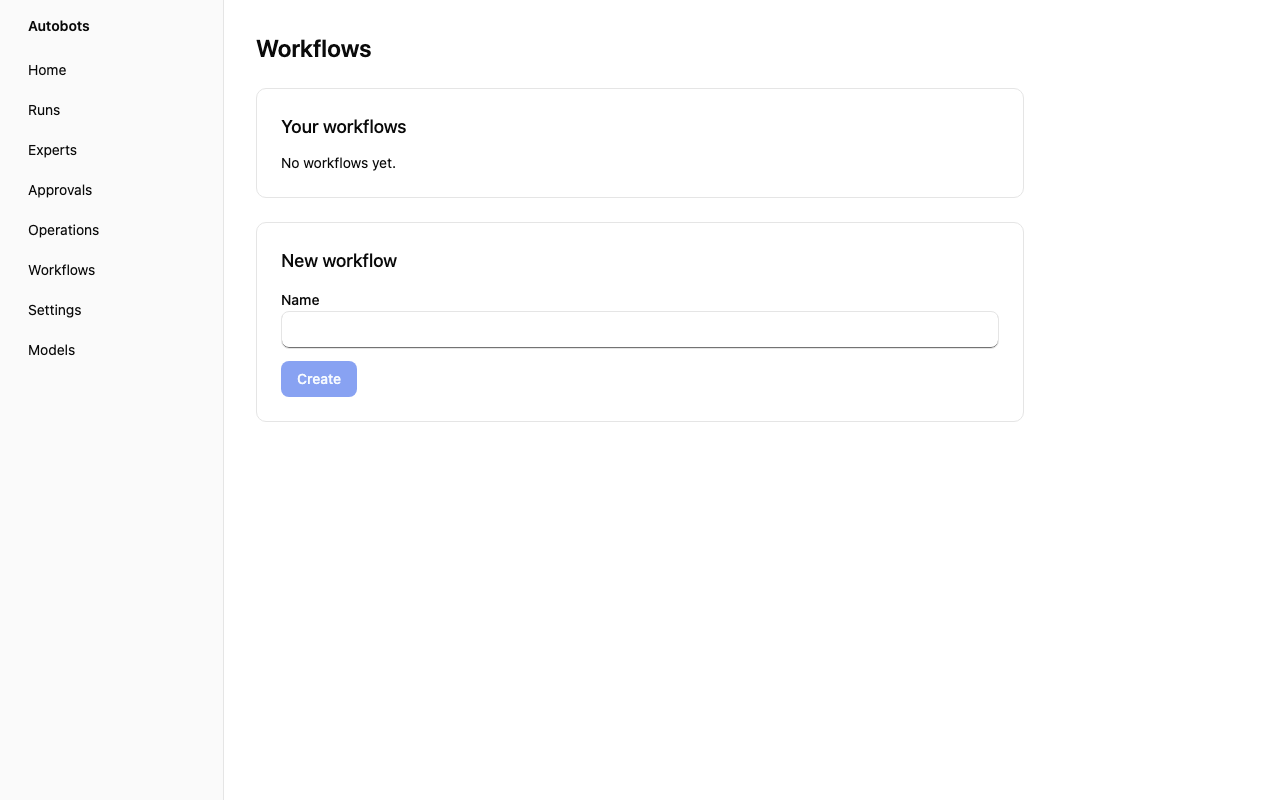 Autobots
Home
Runs
Experts
Approvals
Operations
Workflows
Settings
Models
Workflows
Your workflows
No workflows yet.
New workflow
Name
Create